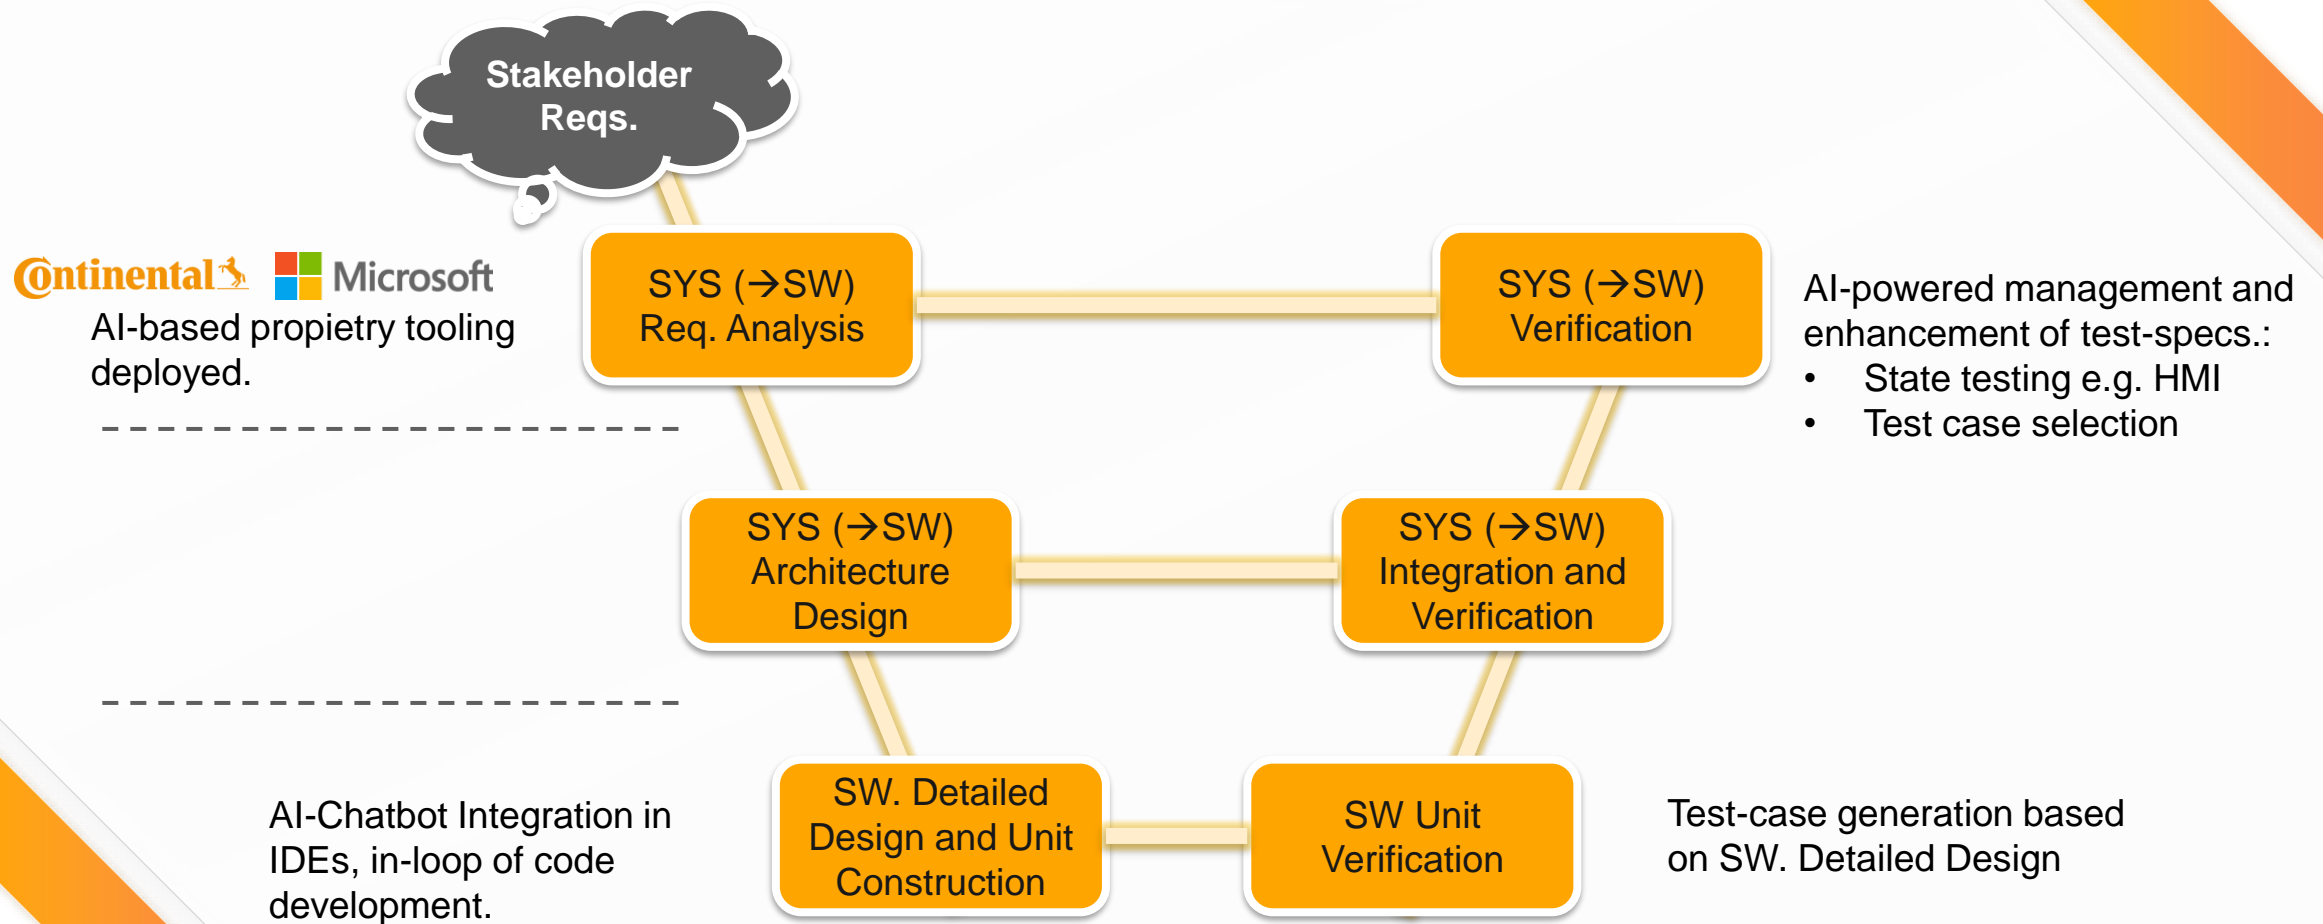 Stakeholder
Reqs.
Continental
Microsoft
AI-based propietry tooling
deployed.
SYS (→SW)
Req. Analysis
SYS (→SW)
Verification
AI-powered management and
enhancement of test-specs.:
• State testing e.g. HMI
• Test case selection
SYS (→SW)
Architecture
Design
SYS (→SW)
Integration and
Verification
AI-Chatbot Integration in
IDEs, in-loop of code
development.
SW. Detailed
Design and Unit
Construction
SW Unit
Verification
Test-case generation based
on SW. Detailed Design